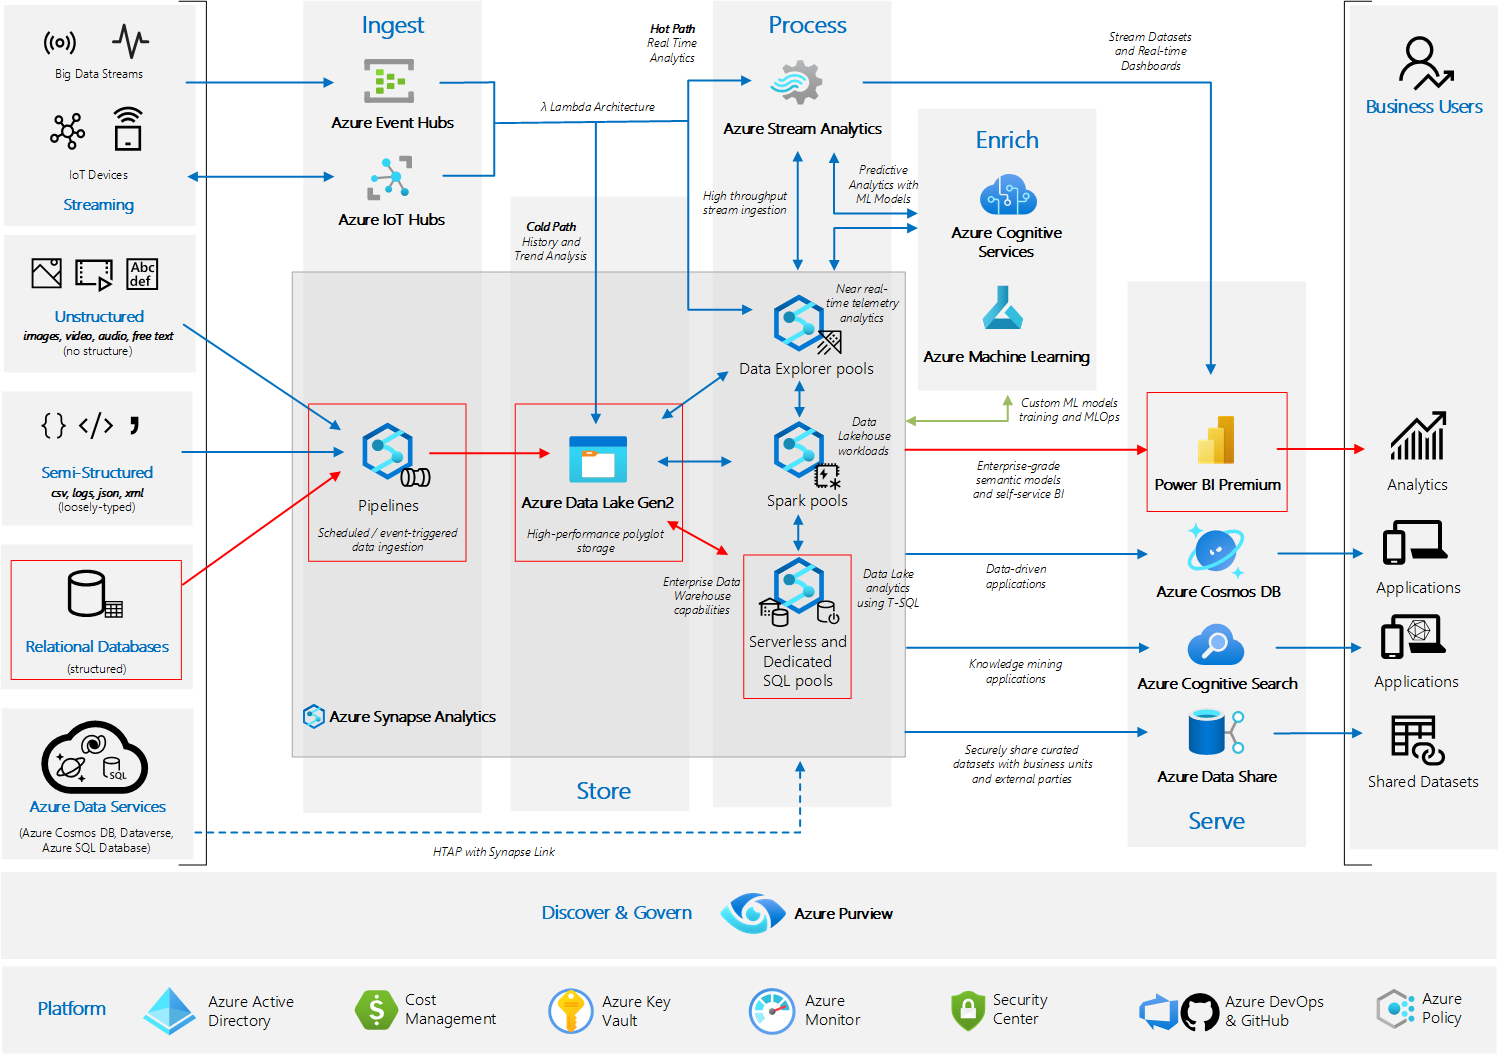 Ingest
Process
Hot Path
Real Time
Analytics
Stream Datasets
and Real-time
Dashboards
Big Data Streams
Azure Event Hubs
λ Lambda Architecture
Azure Stream Analytics
Business Users
Enrich
IoT Devices
Streaming
Azure IoT Hubs
High throughput
stream ingestion
Predictive
Analytics with
ML Models
Cold Path
History and
Trend Analysis
Azure Cognitive
Services
Abc
def
Unstructured
images, video, audio, free text
(no structure)
Near real-
time telemetry
analytics
Data Explorer pools
Azure Machine Learning
Custom ML models
training and MLOps
Semi-Structured
csv, logs, json, xml
(loosely-typed)
Pipelines
Scheduled / event-triggered
data ingestion
Azure Data Lake Gen2
High-performance polyglot
storage
Data
Lakehouse
workloads
Spark pools
Enterprise-grade
semantic models
and self-service BI
Power BI Premium
Analytics
Relational Databases
(structured)
Enterprise Data
Warehouse
capabilities
Data Lake
analytics
using T-SQL
Serverless and
Dedicated
SQL pools
Data-driven
applications
Azure Cosmos DB
Applications
Knowledge mining
applications
Azure Cognitive Search
Applications
Azure Synapse Analytics
Securely share curated
datasets with business units
and external parties
Azure Data Share
Shared Datasets
SQL
Azure Data Services
(Azure Cosmos DB, Dataverse,
Azure SQL Database)
Store
Serve
HTAP with Synapse Link
Discover & Govern
Azure Purview
Platform
Azure Active
Directory
Cost
Management
Azure Key
Vault
Azure
Monitor
Security
Center
Azure DevOps
& GitHub
Azure
Policy